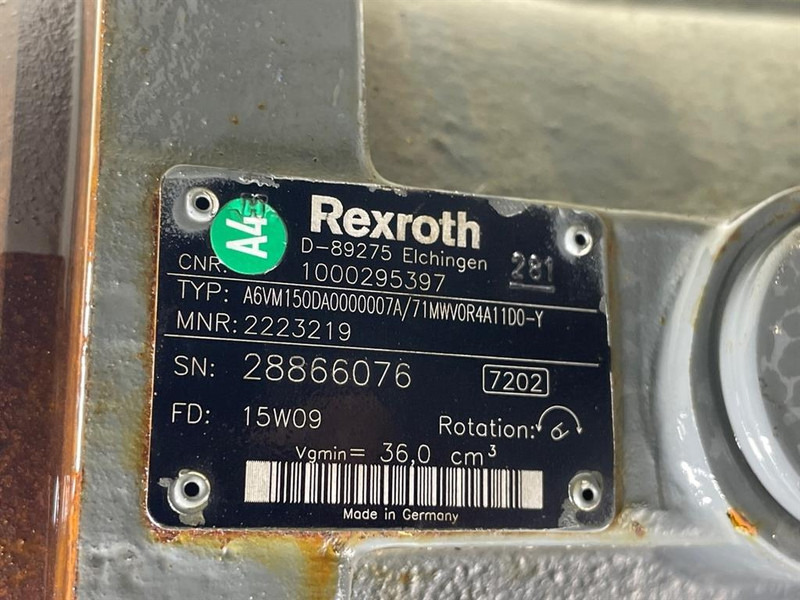 A4
Rexroth
D-89275 Elchingen
281
CNR: 1000295397
TYP: A6VM150DA0000007A/71MWV0R4A11D0-Y
MNR: 2223219
SN: 28866076 7202
FD: 15W09 Rotation:
Vgmin= 36,0 cm³
Made in Germany